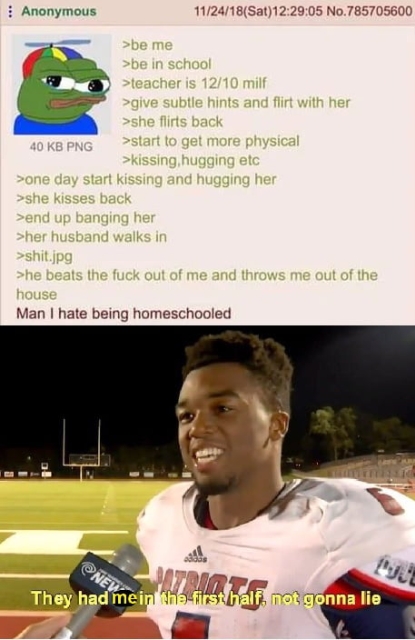 Anonymous 11/24/18(Sat)12:29:05 No.785705600
>be me
>be in school
>teacher is 12/10 milf
>give subtle hints and flirt with her
>she flirts back
>start to get more physical
>kissing,hugging etc
40 KB PNG
>one day start kissing and hugging her
>she kisses back
>end up banging her
>her husband walks in
>shit.jpg
>he beats the fuck out of me and throws me out of the
house
Man I hate being homeschooled
adidas
PATRIOTS
NEWS
They had me in the first half, not gonna lie